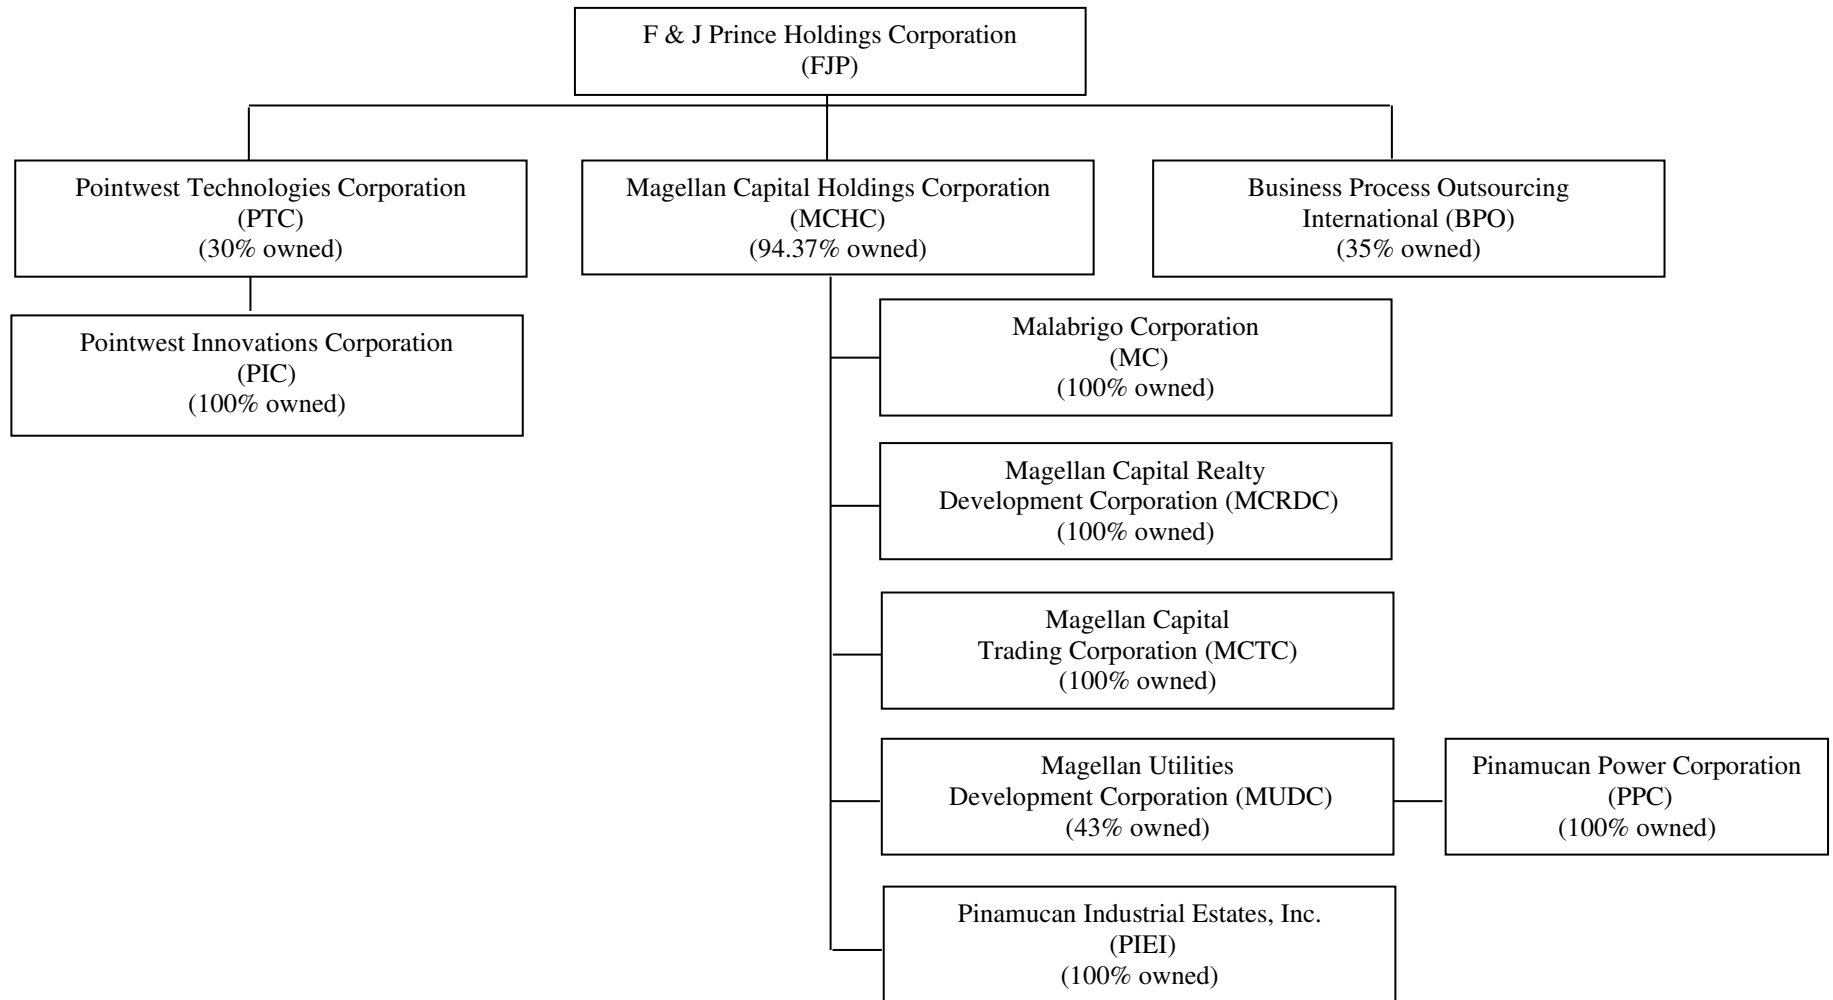 F & J Prince Holdings Corporation
(FJP)
Pointwest Technologies Corporation
(PTC)
(30% owned)
Magellan Capital Holdings Corporation
(MCHC)
(94.37% owned)
Business Process Outsourcing
International (BPO)
(35% owned)
Pointwest Innovations Corporation
(PIC)
(100% owned)
Malabrigo Corporation
(MC)
(100% owned)
Magellan Capital Realty
Development Corporation (MCRDC)
(100% owned)
Magellan Capital
Trading Corporation (MCTC)
(100% owned)
Magellan Utilities
Development Corporation (MUDC)
(43% owned)
Pinamucan Power Corporation
(PPC)
(100% owned)
Pinamucan Industrial Estates, Inc.
(PIEI)
(100% owned)